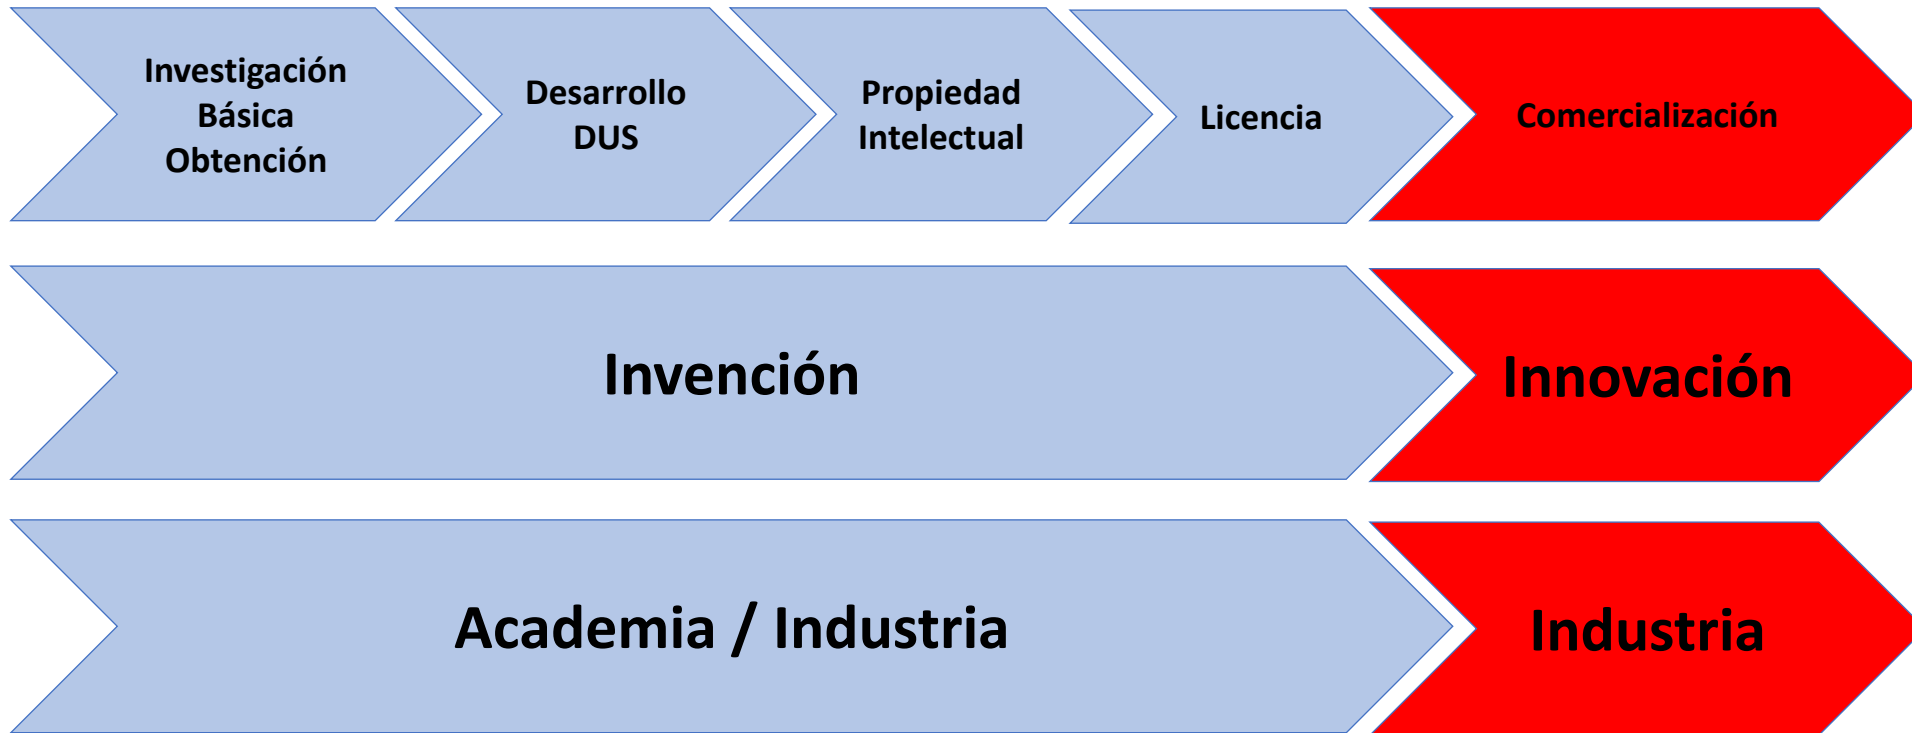 Investigación
Básica
Obtención
Desarrollo
DUS
Propiedad
Intelectual
Licencia
Comercialización
Invención
Innovación
Academia / Industria
Industria